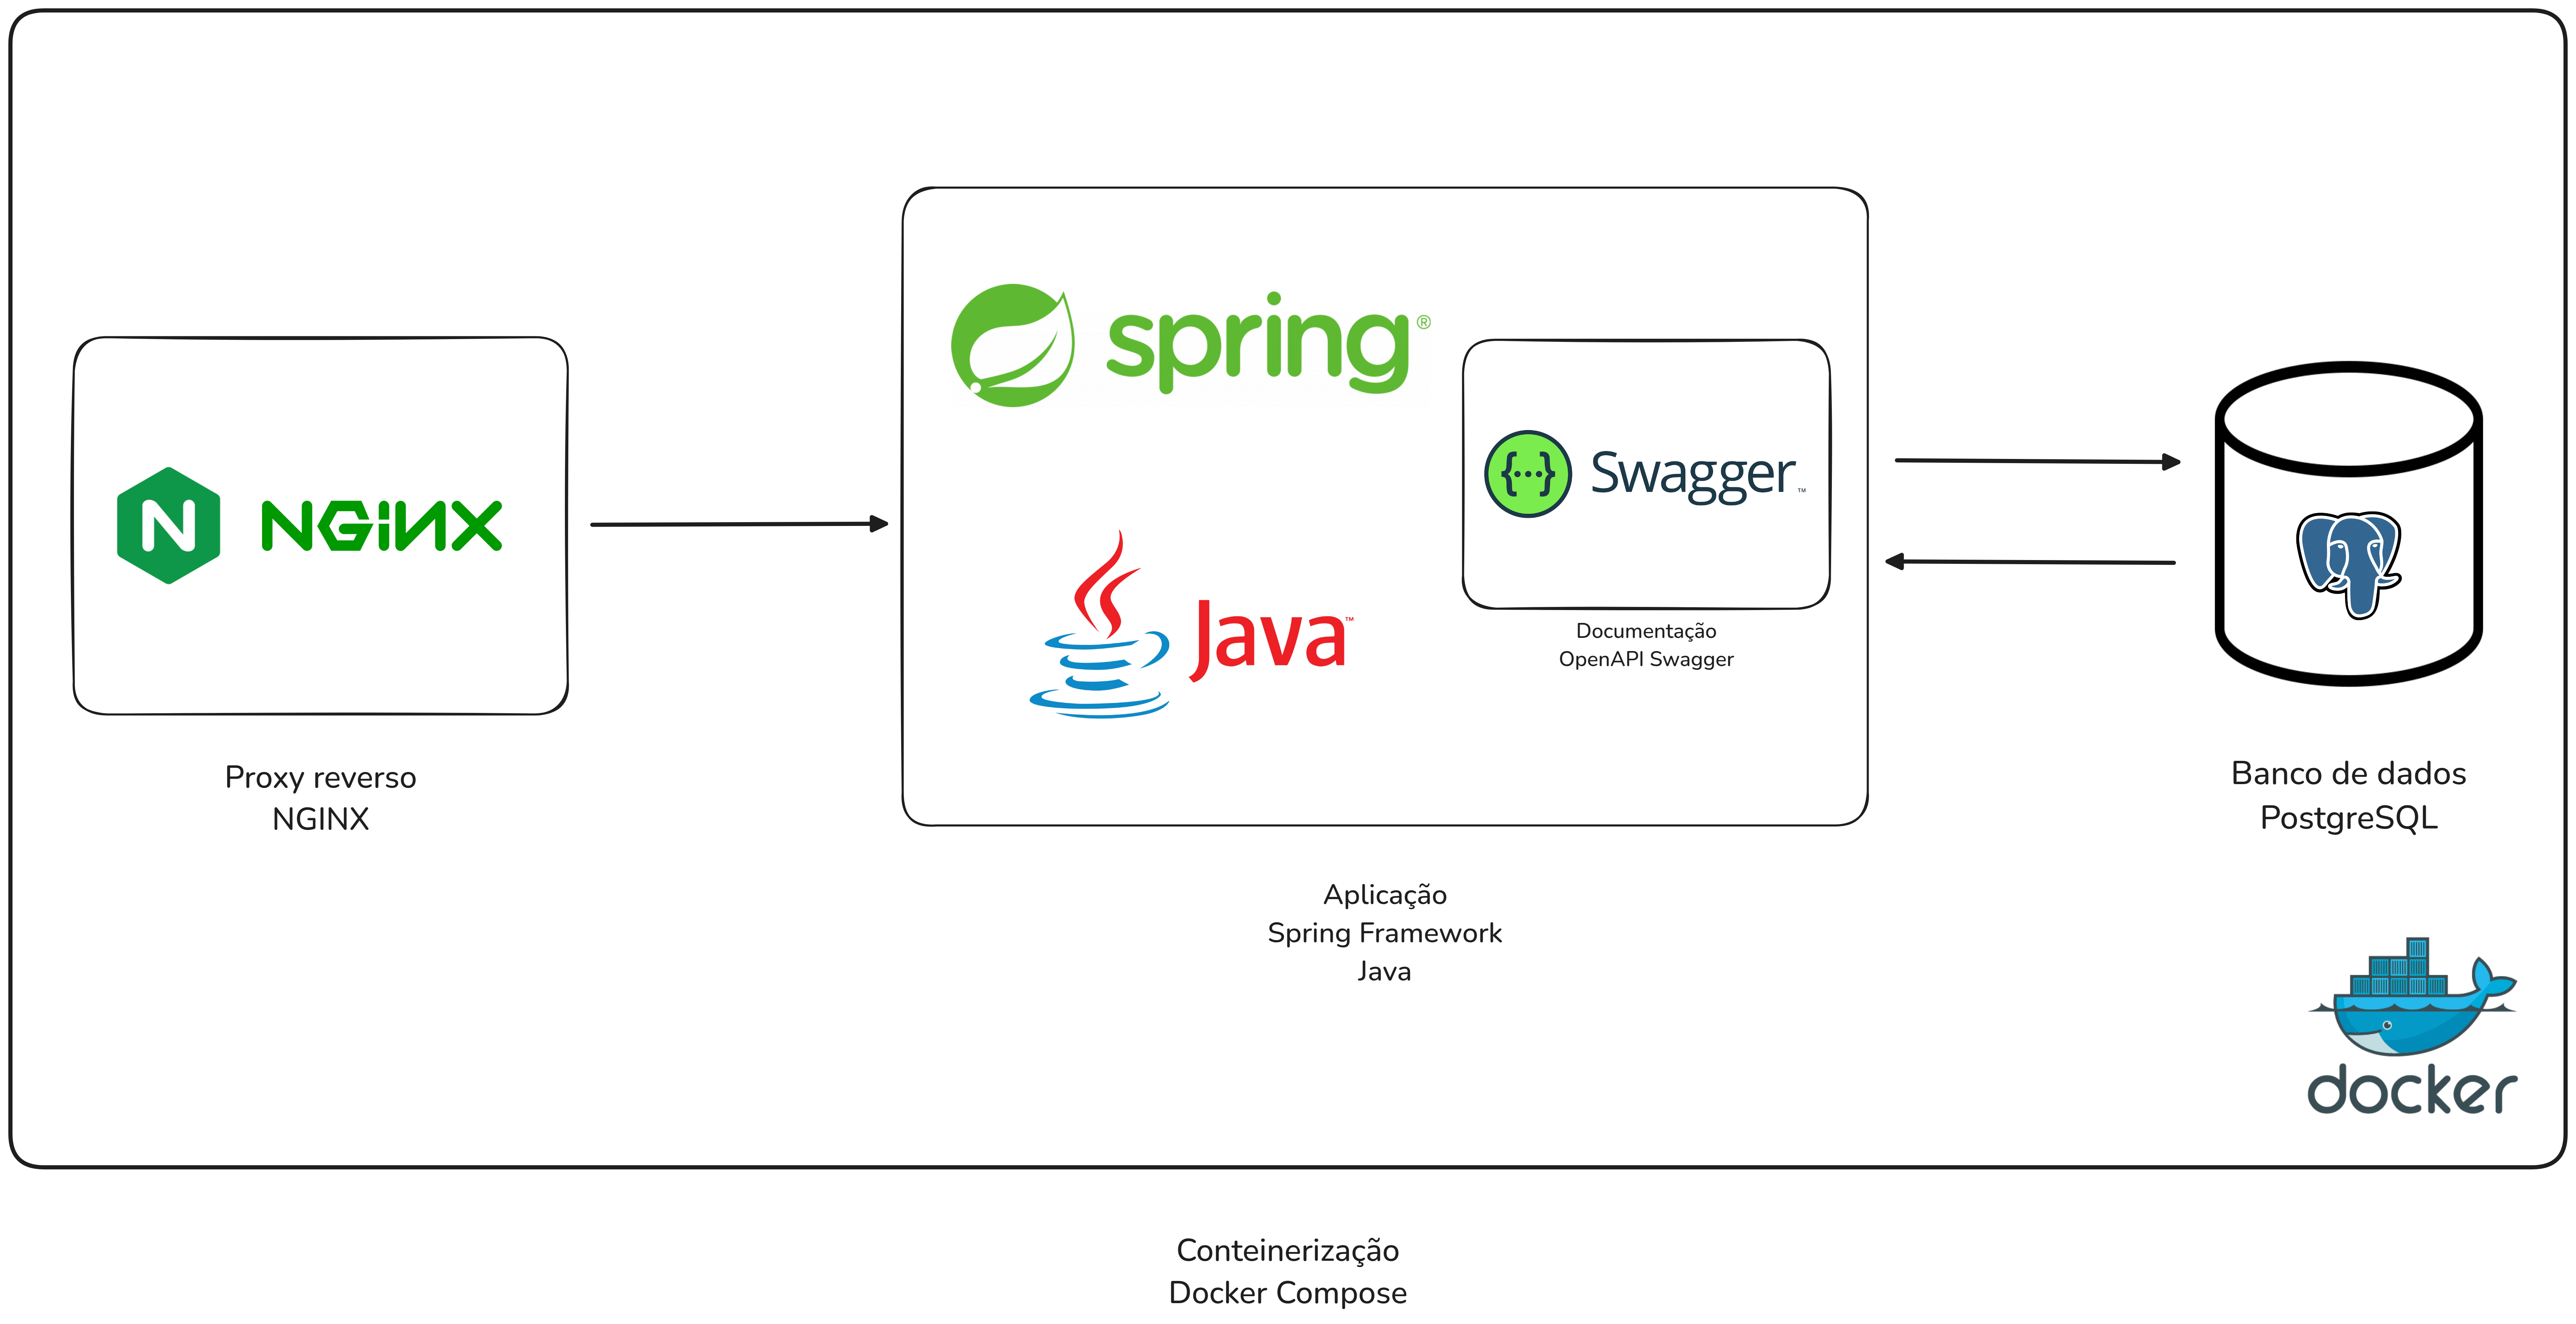 NGINX
Proxy reverso
NGINX
spring®
Java™
Swagger™
Documentação
OpenAPI Swagger
Aplicação
Spring Framework
Java
Banco de dados
PostgreSQL
docker
Conteinerização
Docker Compose